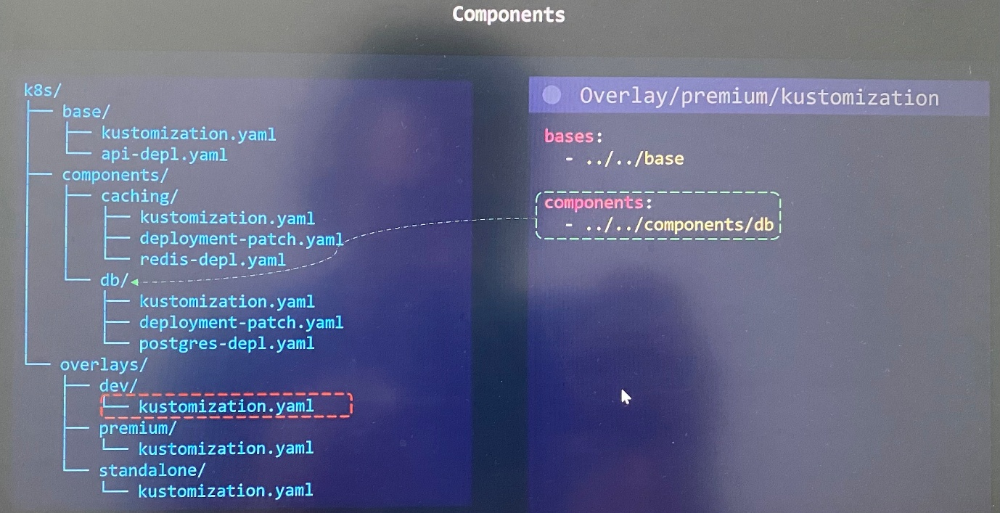 Components
k8s/
├── base/
│   ├── kustomization.yaml
│   └── api-depl.yaml
├── components/
│   ├── caching/
│   │   ├── kustomization.yaml
│   │   ├── deployment-patch.yaml
│   │   └── redis-depl.yaml
│   └── db/
│       ├── kustomization.yaml
│       ├── deployment-patch.yaml
│       └── postgres-depl.yaml
└── overlays/
    ├── dev/
    │   └── kustomization.yaml
    ├── premium/
    │   └── kustomization.yaml
    └── standalone/
        └── kustomization.yaml
Overlay/premium/kustomization
bases:
  - ../../base
components:
  - ../../components/db